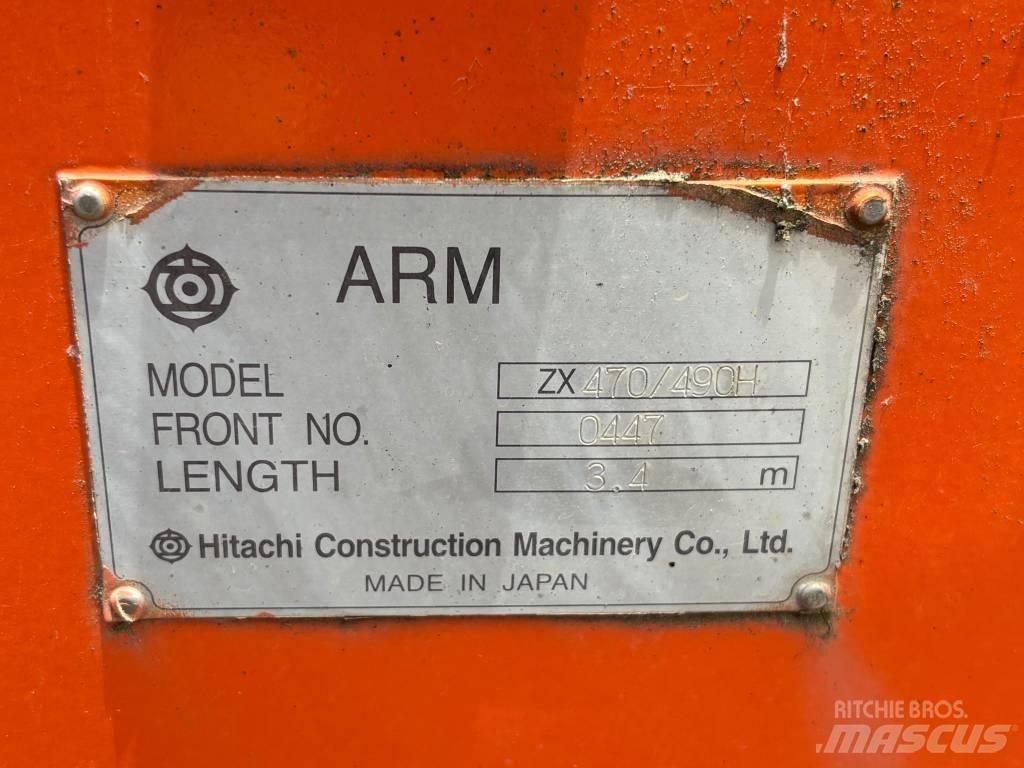 ARM
MODEL ZX 470/490H
FRONT NO. 0447
LENGTH 3.4 m
Hitachi Construction Machinery Co., Ltd.
MADE IN JAPAN
RITCHIE BROS.
MASCUS